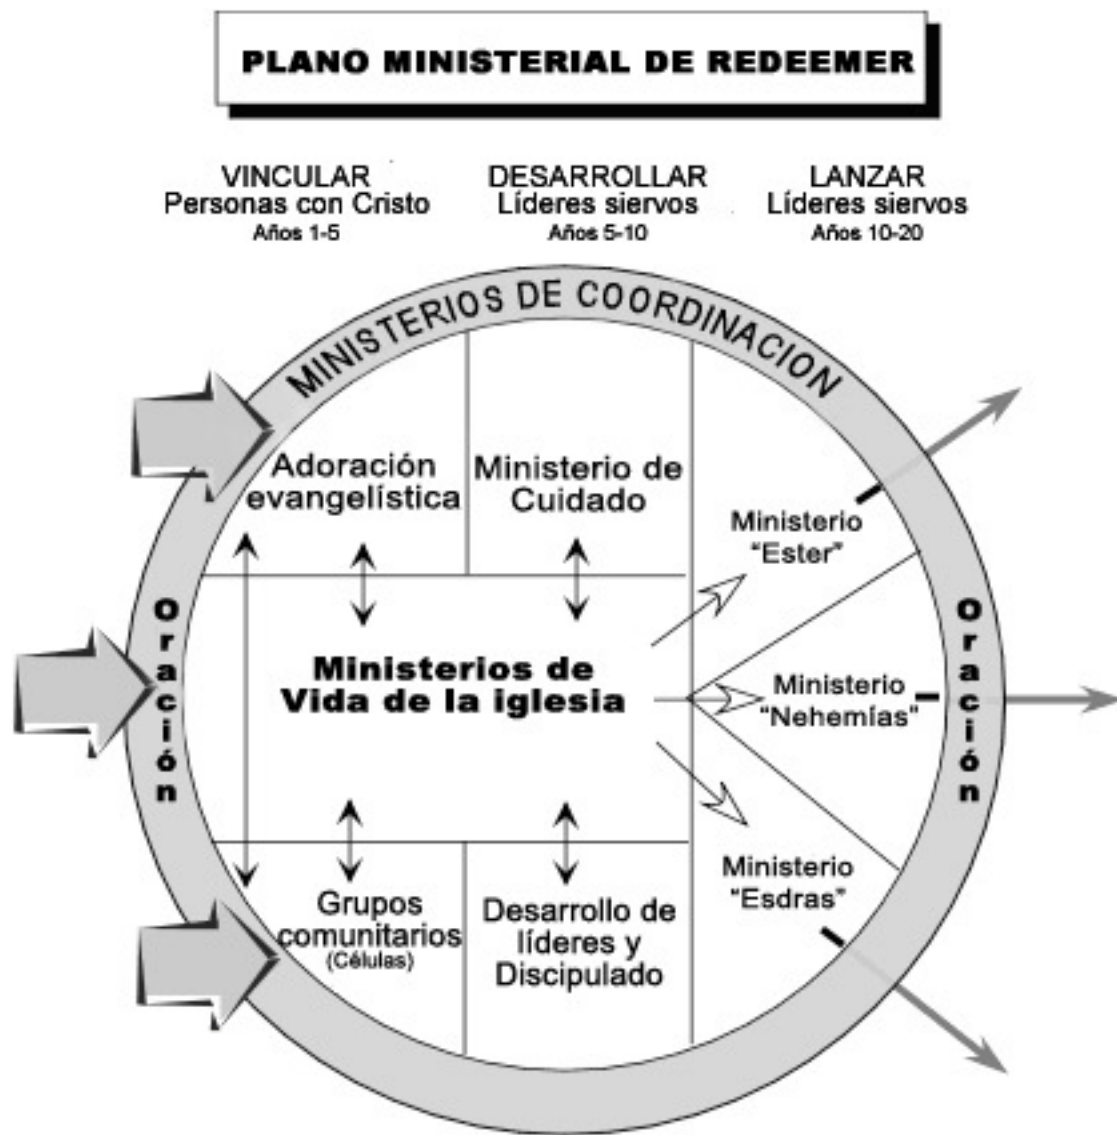 PLANO MINISTERIAL DE REDEEMER
VINCULAR
Personas con Cristo
Años 1-5
DESARROLLAR
Líderes siervos
Años 5-10
LANZAR
Líderes siervos
Años 10-20
MINISTERIOS DE COORDINACION
Adoración
evangelística
Ministerio de
Cuidado
Ministerio
“Ester”
Oración
Ministerios de
Vida de la iglesia
Ministerio
“Nehemías”
Oración
Grupos
comunitarios
(Células)
Desarrollo de
líderes y
Discipulado
Ministerio
“Esdras”